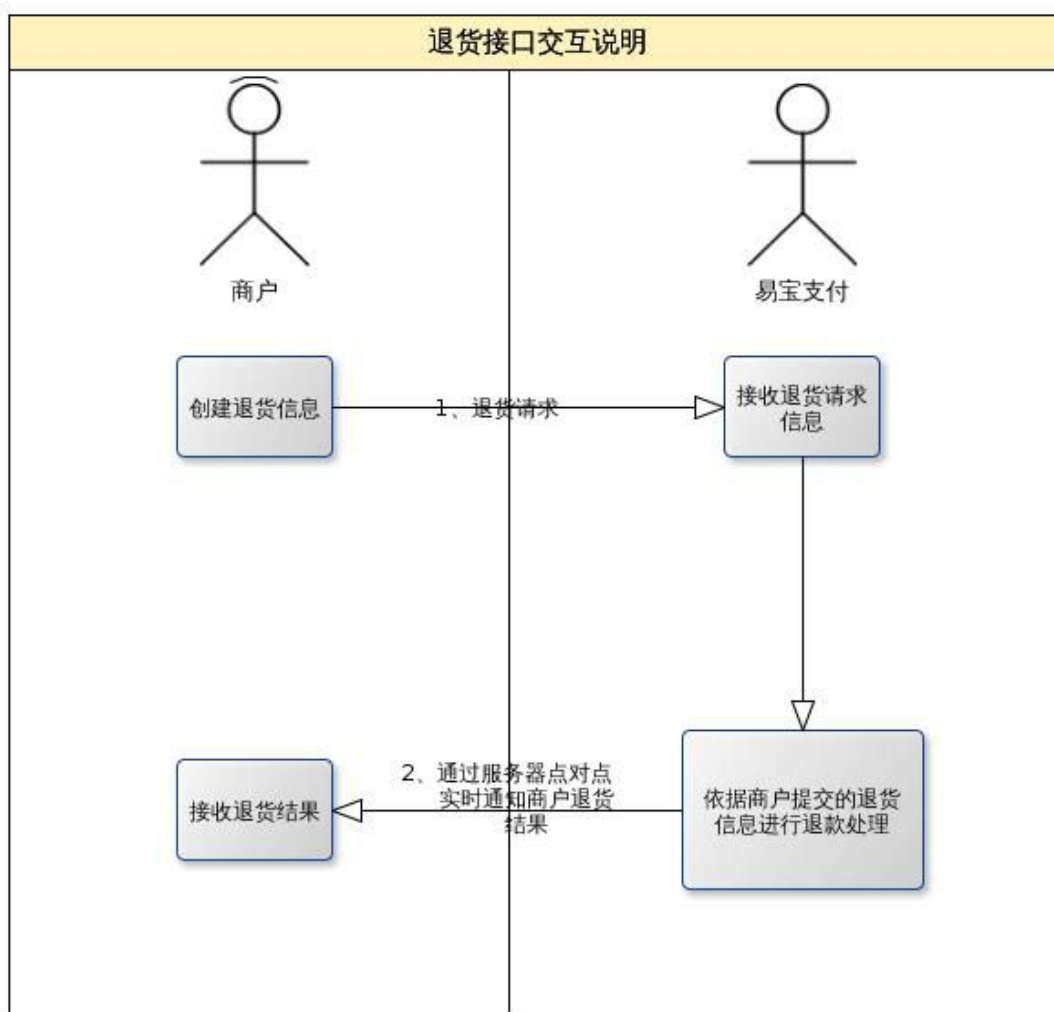 退货接口交互说明
商户
易宝支付
创建退货信息
1、退货请求
接收退货请求
信息
2、通过服务器点对点
实时通知商户退货
结果
接收退货结果
依据商户提交的退货
信息进行退款处理